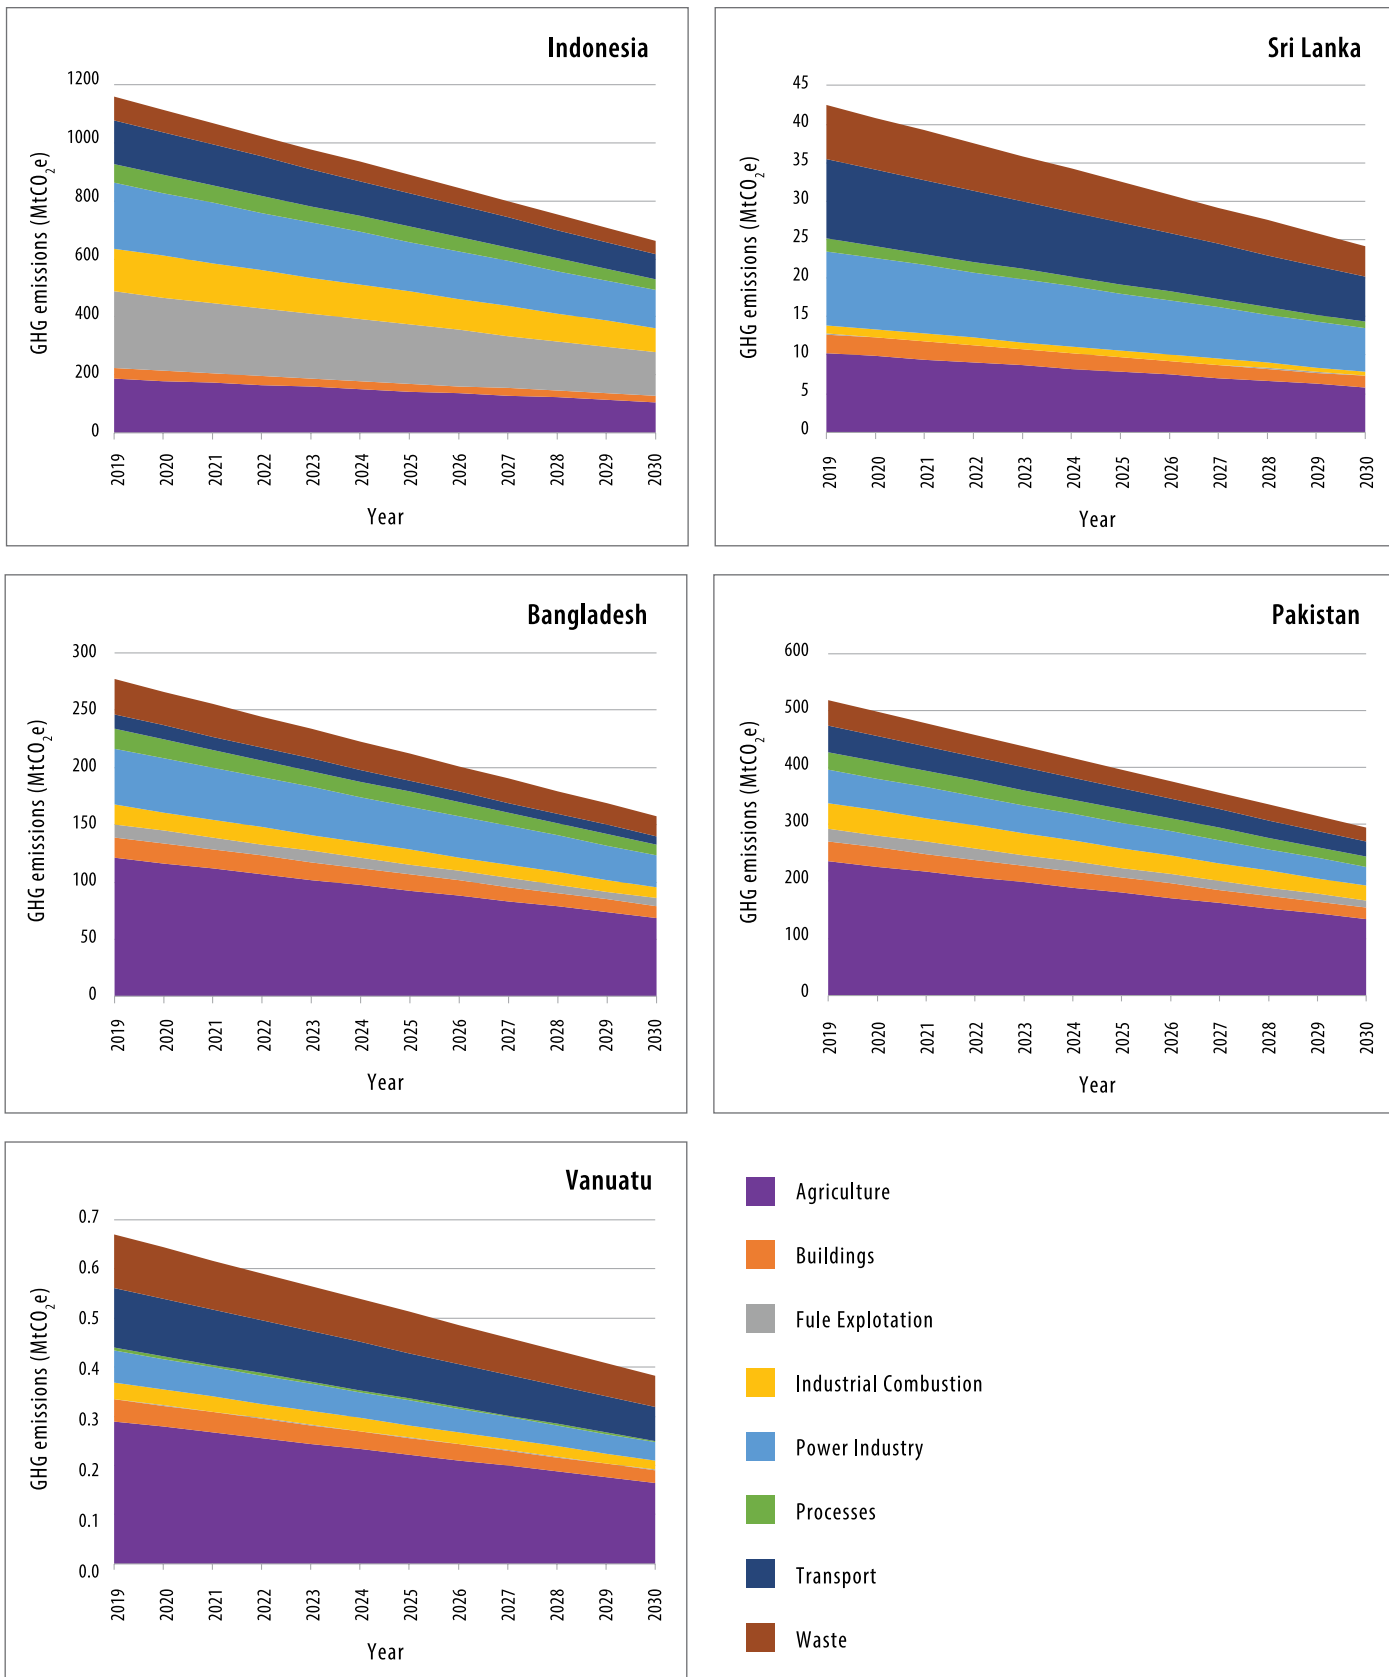 Indonesia
GHG emissions (MtCO₂e)
1200
1000
800
600
400
200
0
2019 2020 2021 2022 2023 2024 2025 2026 2027 2028 2029 2030
Year
Sri Lanka
GHG emissions (MtCO₂e)
45
40
35
30
25
20
15
10
5
0
2019 2020 2021 2022 2023 2024 2025 2026 2027 2028 2029 2030
Year
Bangladesh
GHG emissions (MtCO₂e)
300
250
200
150
100
50
0
2019 2020 2021 2022 2023 2024 2025 2026 2027 2028 2029 2030
Year
Pakistan
GHG emissions (MtCO₂e)
600
500
400
300
200
100
0
2019 2020 2021 2022 2023 2024 2025 2026 2027 2028 2029 2030
Year
Vanuatu
GHG emissions (MtCO₂e)
0.7
0.6
0.5
0.4
0.3
0.2
0.1
0.0
2019 2020 2021 2022 2023 2024 2025 2026 2027 2028 2029 2030
Year
Agriculture
Buildings
Fule Explotation
Industrial Combustion
Power Industry
Processes
Transport
Waste